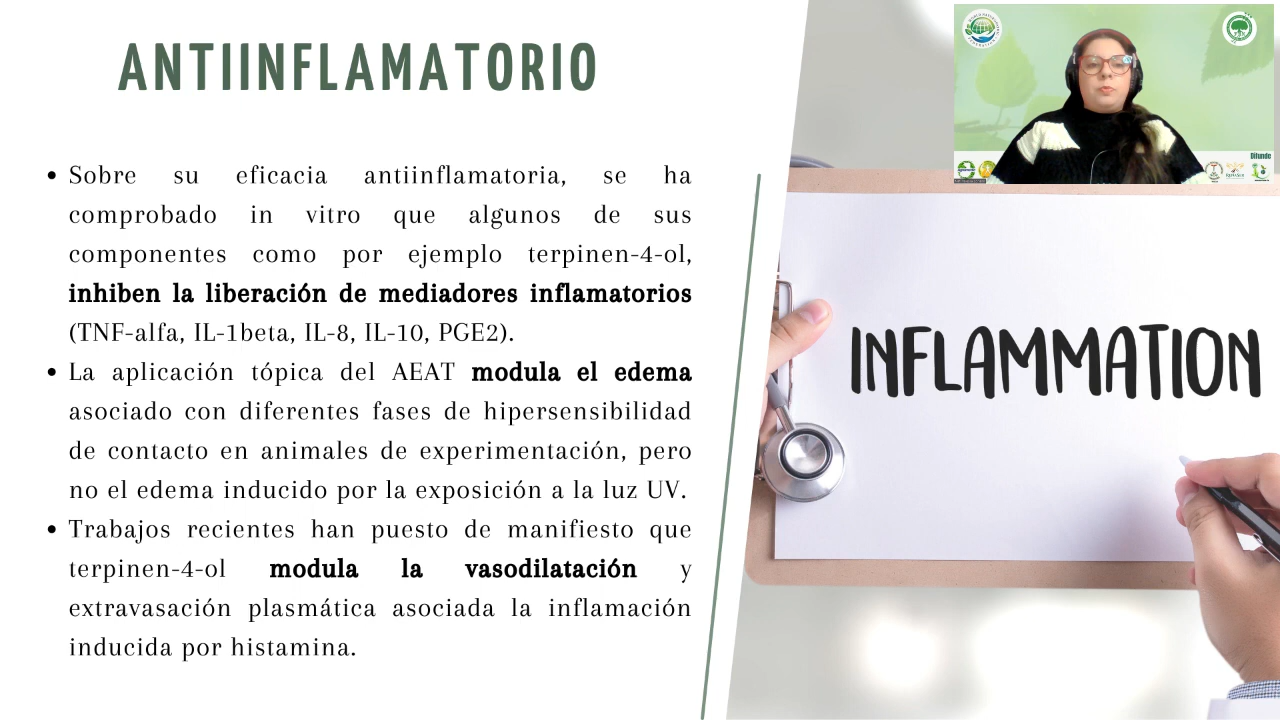 ANTIINFLAMATORIO
Sobre su eficacia antiinflamatoria, se ha
comprobado in vitro que algunos de sus
componentes como por ejemplo terpinen-4-ol,
inhiben la liberación de mediadores inflamatorios
(TNF-alfa, IL-1beta, IL-8, IL-10, PGE2).
La aplicación tópica del AEAT modula el edema
asociado con diferentes fases de hipersensibilidad
de contacto en animales de experimentación, pero
no el edema inducido por la exposición a la luz UV.
Trabajos recientes han puesto de manifiesto que
terpinen-4-ol modula la vasodilatación y
extravasación plasmática asociada la inflamación
inducida por histamina.
INFLAMMATION
Difunde